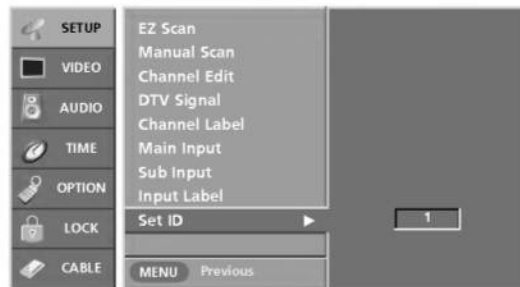 SETUP
VIDEO
AUDIO
TIME
OPTION
LOCK
CABLE
EZ Scan
Manual Scan
Channel Edit
DTV Signal
Channel Label
Main Input
Sub Input
Input Label
Set ID ►
MENU Previous
1